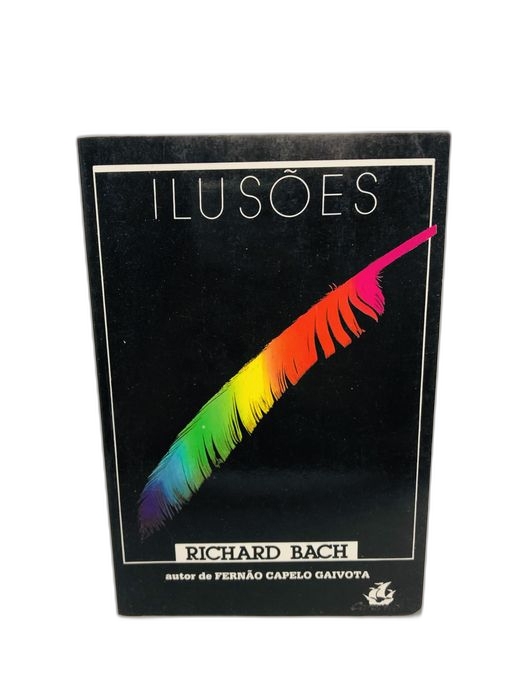 ILUSÕES
RICHARD BACH
autor de FERNÃO CAPELO GAIVOTA